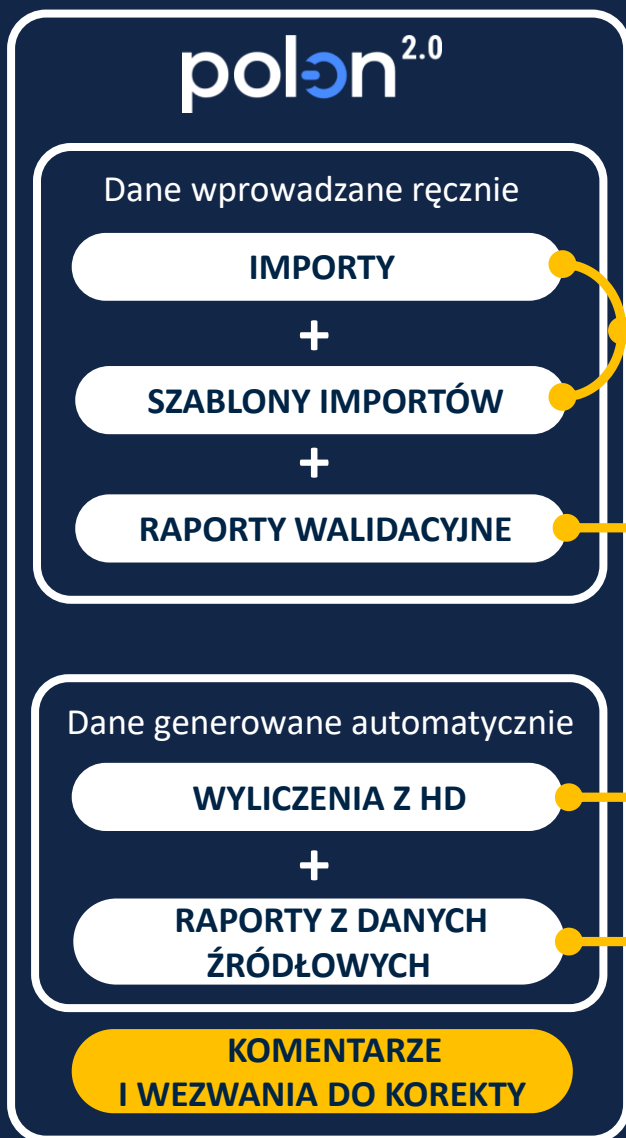 polon 2.0
Dane wprowadzane ręcznie
IMPORTY
+
SZABLONY IMPORTÓW
+
RAPORTY WALIDACYJNE
Dane generowane automatycznie
WYLICZENIA Z HD
+
RAPORTY Z DANYCH
ŹRÓDŁOWYCH
KOMENTARZE
I WEZWANIA DO KOREKTY